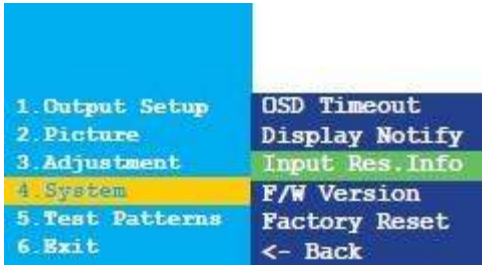 1.Output Setup
2.Picture
3.Adjustment
4.System
5.Test Patterns
6.Exit
OSD Timeout
Display Notify
Input Res.Info
F/W Version
Factory Reset
<- Back